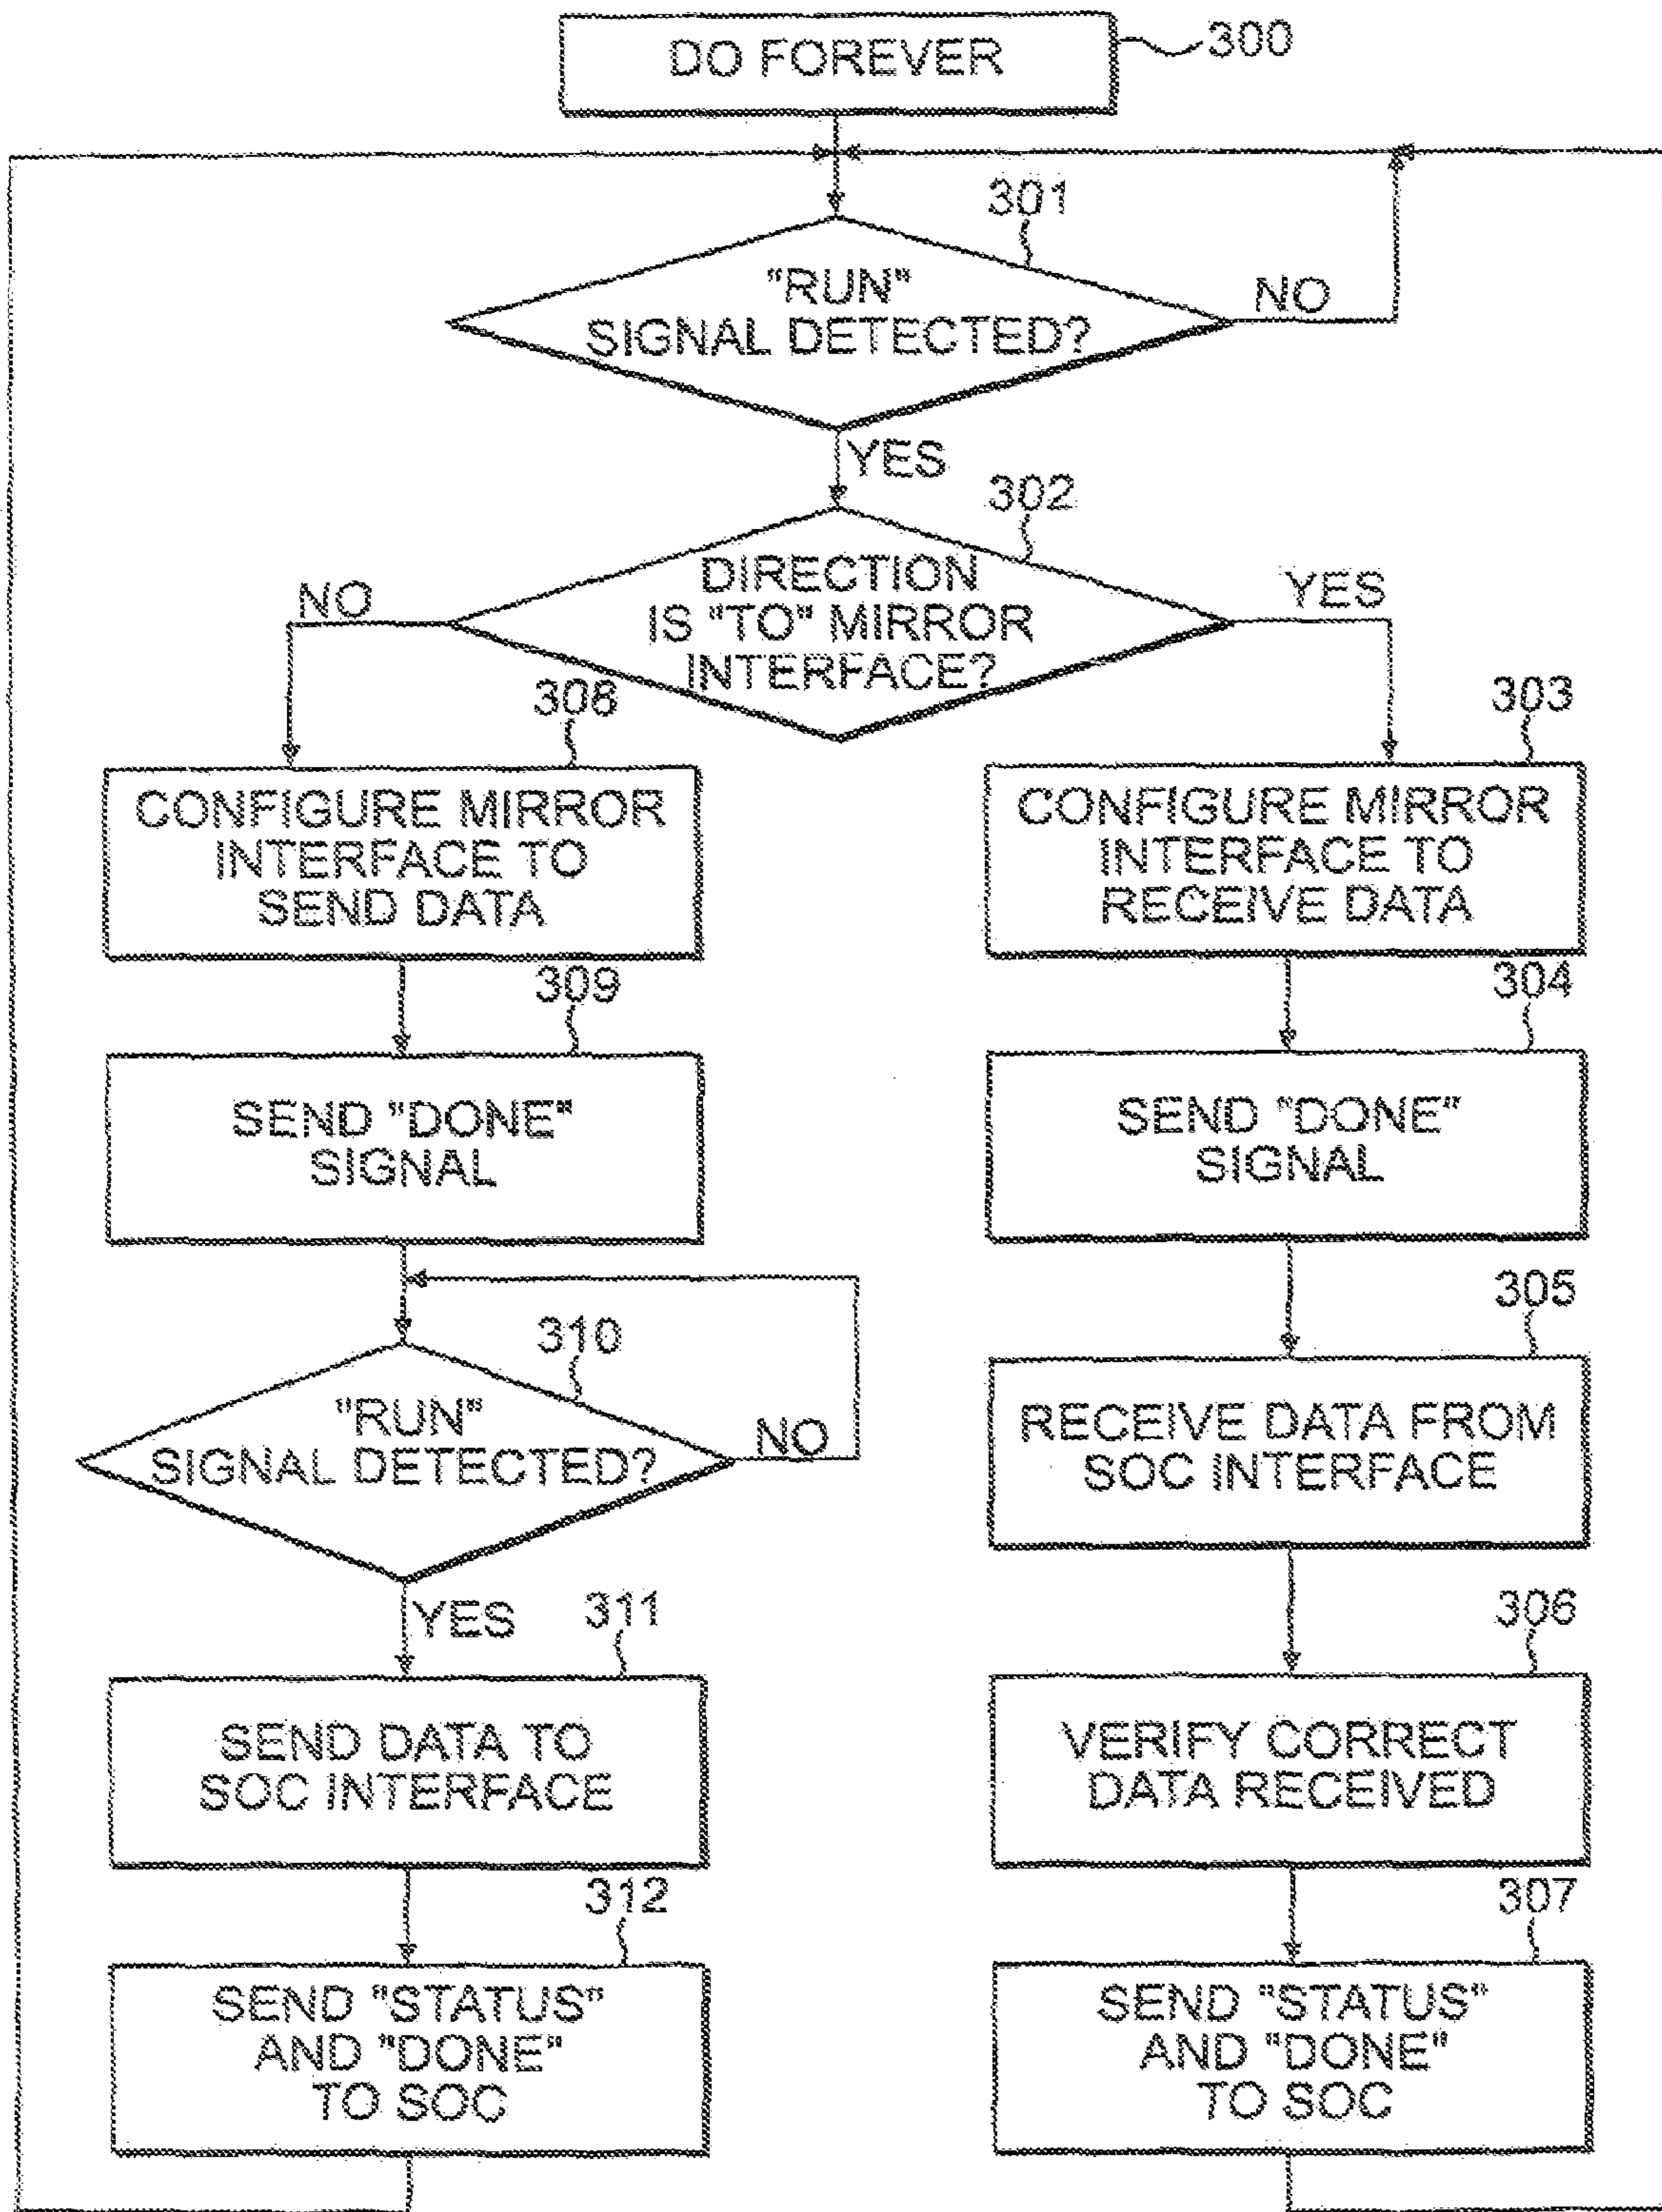 DO FOREVER
300
301
"RUN"
SIGNAL DETECTED?
NO
YES
302
DIRECTION
IS "TO" MIRROR
INTERFACE?
NO
YES
308
CONFIGURE MIRROR
INTERFACE TO
SEND DATA
303
CONFIGURE MIRROR
INTERFACE TO
RECEIVE DATA
309
SEND "DONE"
SIGNAL
304
SEND "DONE"
SIGNAL
310
"RUN"
SIGNAL DETECTED?
NO
YES
305
RECEIVE DATA FROM
SOC INTERFACE
311
SEND DATA TO
SOC INTERFACE
306
VERIFY CORRECT
DATA RECEIVED
312
SEND "STATUS"
AND "DONE"
TO SOC
307
SEND "STATUS"
AND "DONE"
TO SOC